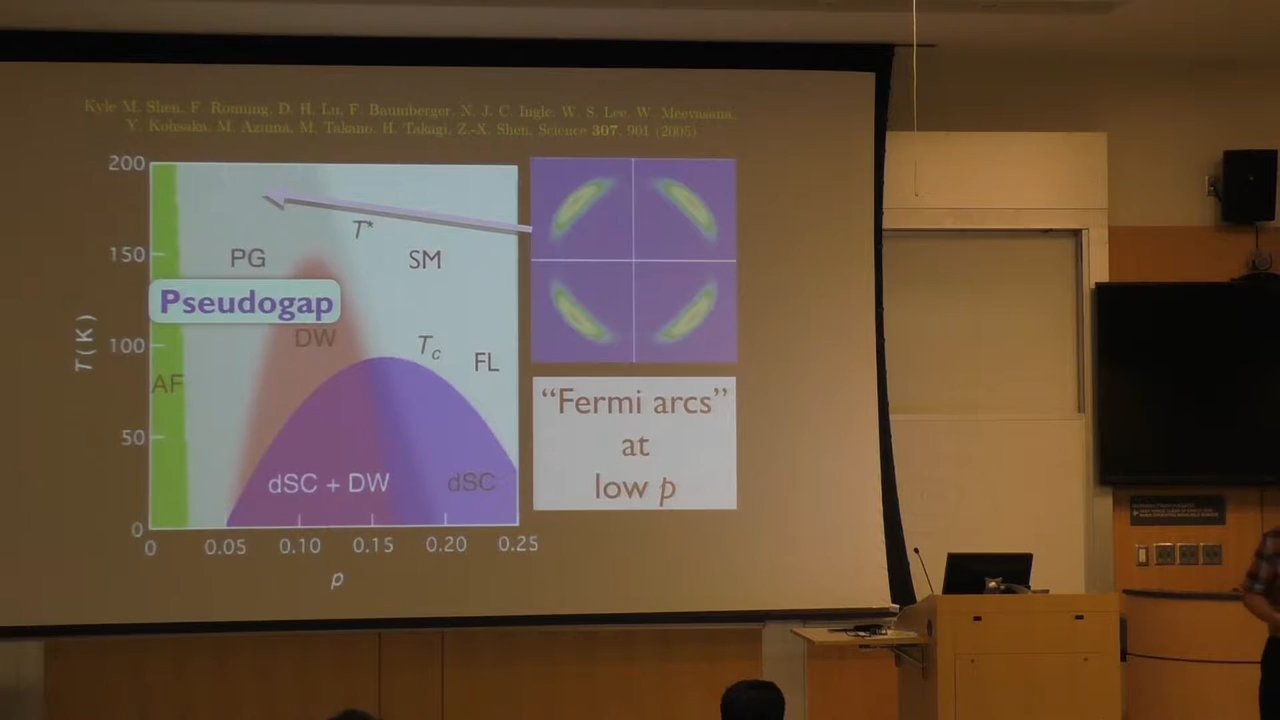 Kyle M. Shen, F. Ronning, D. H. Lu, F. Baumberger, N. J. C. Ingle, W. S. Lee, W. Meevasana,
Y. Kohsaka, M. Azuma, M. Takano, H. Takagi, Z.-X. Shen, Science 307, 901 (2005)
200
150
100
50
0
T(K)
T*
PG
SM
Pseudogap
DW
Tc
FL
AF
dSC + DW
dSC
0
0.05
0.10
0.15
0.20
0.25
p
“Fermi arcs”
at
low p